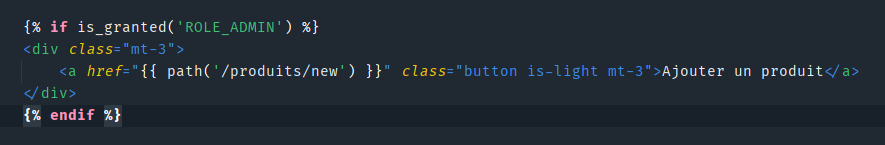 {% if is_granted('ROLE_ADMIN') %}
<div class="mt-3">
<a href="{{ path('/produits/new') }}" class="button is-light mt-3">Ajouter un produit</a>
</div>
{% endif %}